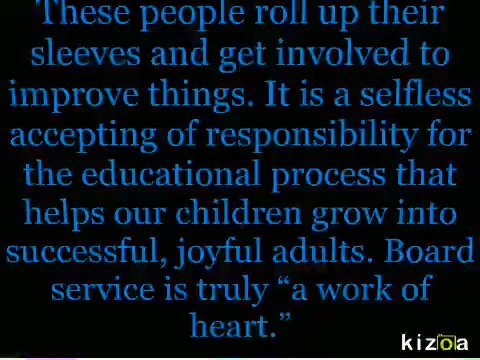 These people roll up their
sleeves and get involved to
improve things. It is a selfless
accepting of responsibility for
the educational process that
helps our children grow into
successful, joyful adults. Board
service is truly “a work of
heart.”
kizoa